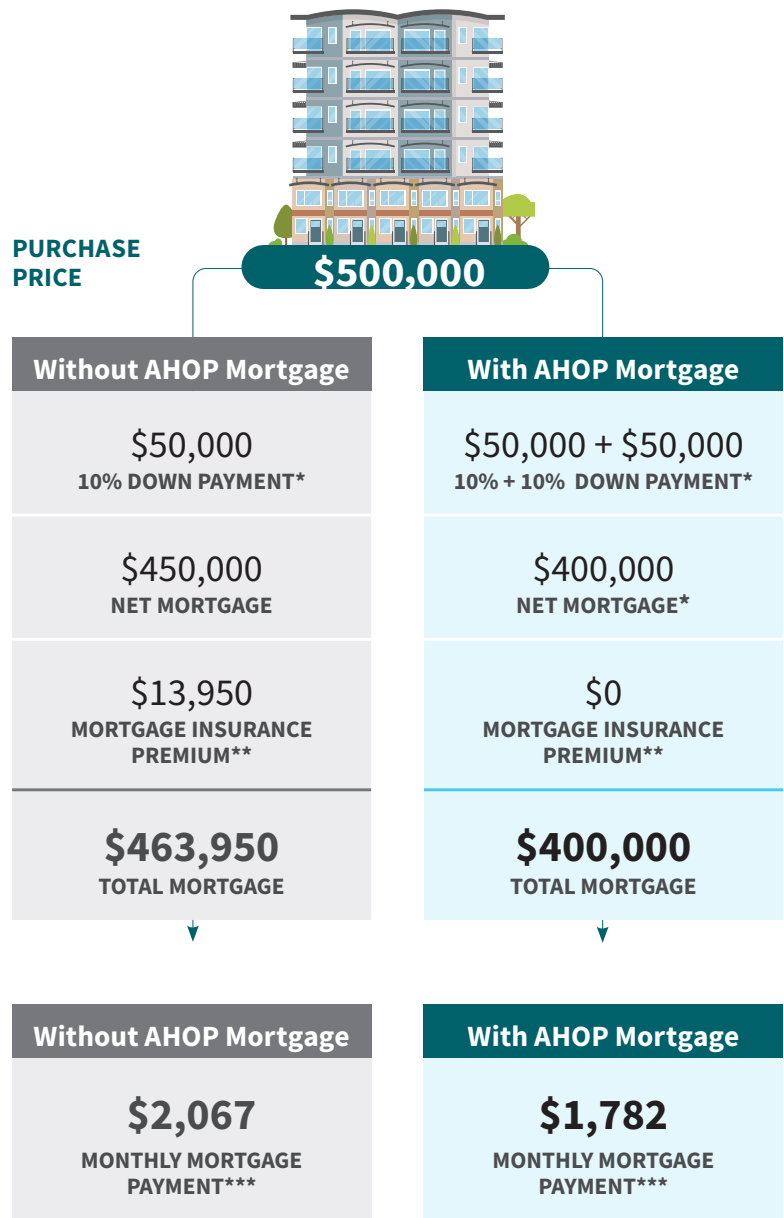 PURCHASE
PRICE
$500,000
Without AHOP Mortgage
$50,000
10% DOWN PAYMENT*
$450,000
NET MORTGAGE
$13,950
MORTGAGE INSURANCE
PREMIUM**
$463,950
TOTAL MORTGAGE
With AHOP Mortgage
$50,000 + $50,000
10% + 10% DOWN PAYMENT*
$400,000
NET MORTGAGE*
$0
MORTGAGE INSURANCE
PREMIUM**
$400,000
TOTAL MORTGAGE
Without AHOP Mortgage
$2,067
MONTHLY MORTGAGE
PAYMENT***
With AHOP Mortgage
$1,782
MONTHLY MORTGAGE
PAYMENT***